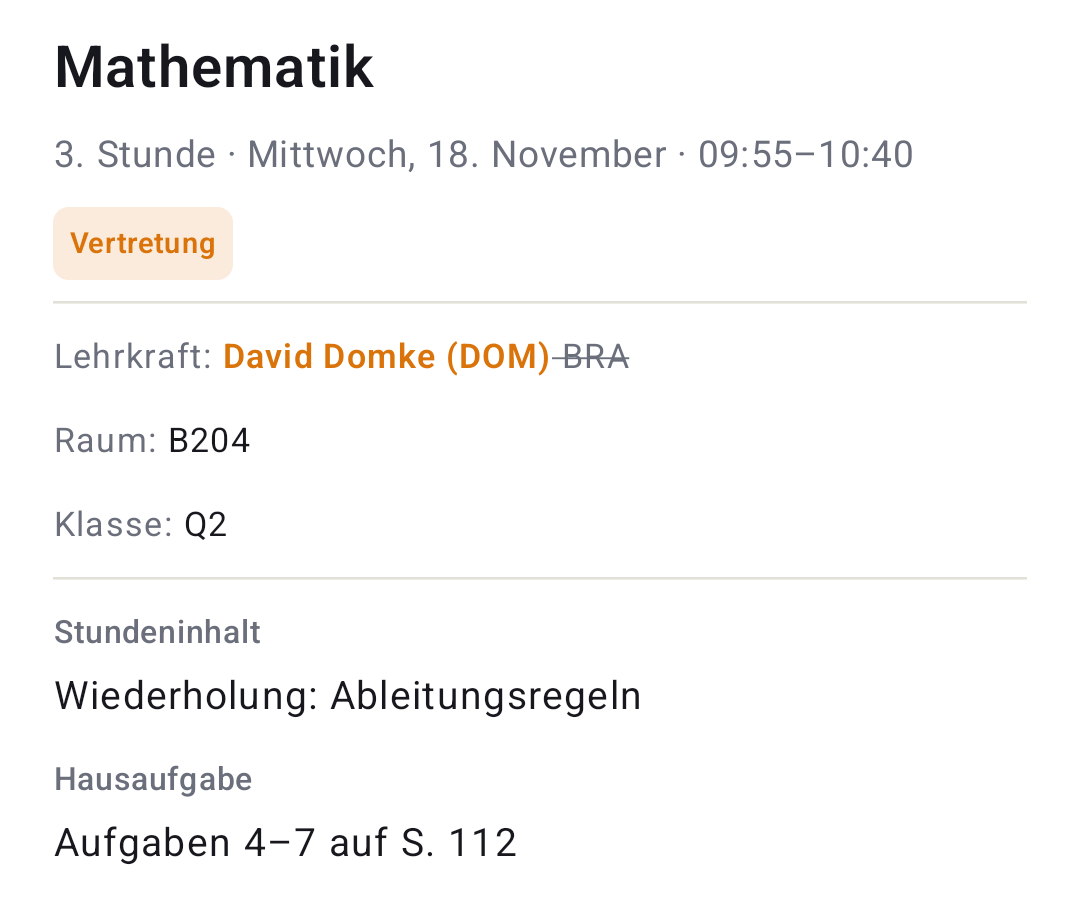 Mathematik
3. Stunde · Mittwoch, 18. November · 09:55–10:40
Vertretung
Lehrkraft: David Domke (DOM) BRA
Raum: B204
Klasse: Q2
Stundeninhalt
Wiederholung: Ableitungsregeln
Hausaufgabe
Aufgaben 4–7 auf S. 112